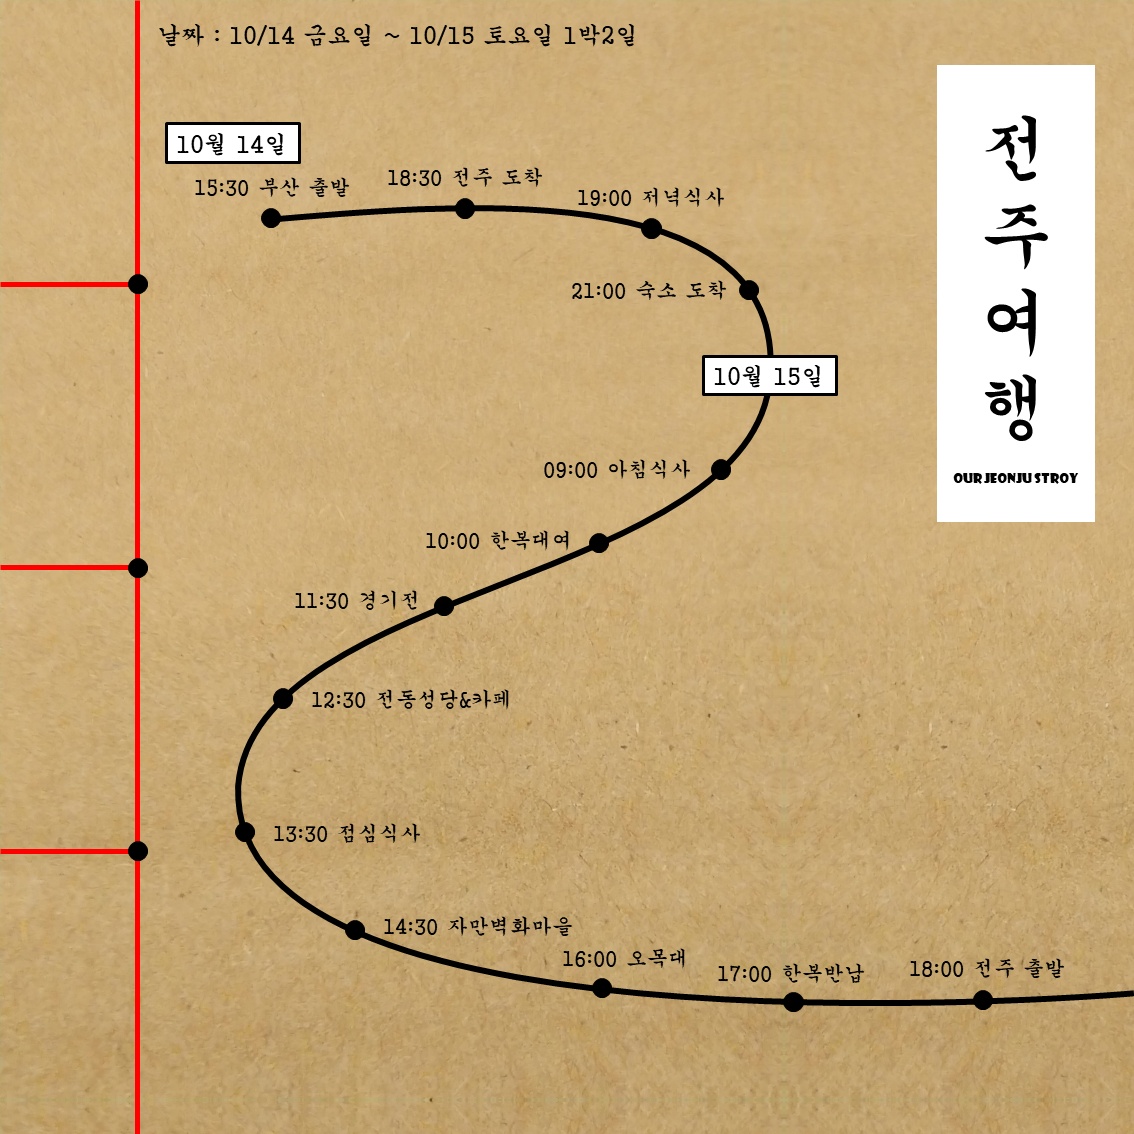 날짜 : 10/14 금요일 ~ 10/15 토요일 1박2일
10월 14일
15:30 부산 출발
18:30 전주 도착
19:00 저녁식사
21:00 숙소 도착
10월 15일
09:00 아침식사
10:00 한복대여
11:30 경기전
12:30 전동성당&카페
13:30 점심식사
14:30 자만벽화마을
16:00 오목대
17:00 한복반납
18:00 전주 출발
전주여행
OUR JEONJU STROY